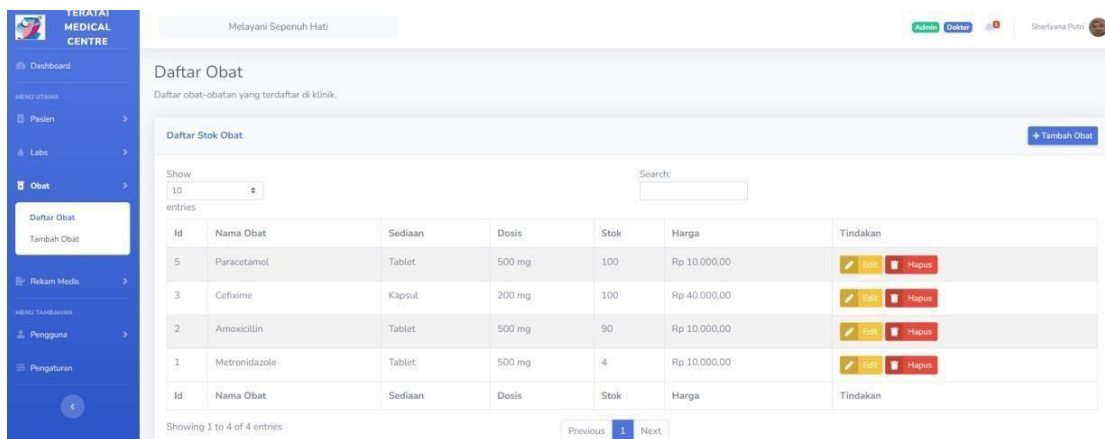 TERATAI
MEDICAL
CENTRE
Melayani Sepenuh Hati
Admin Dokter
Sherlyana Putri
Dashboard
MENU UTAMA
Pasien
Labs
Obat
Daftar Obat
Tambah Obat
Rekam Medis
MENU TAMBAHAN
Pengguna
Pengaturan
Daftar Obat
Daftar obat-obatan yang terdaftar di klinik.
Daftar Stok Obat
+ Tambah Obat
Show
10
entries
Search:
Id Nama Obat Sediaan Dosis Stok Harga Tindakan
5 Paracetamol Tablet 500 mg 100 Rp 10.000,00 Edit Hapus
3 Cefixime Kapsul 200 mg 100 Rp 40.000,00 Edit Hapus
2 Amoxicillin Tablet 500 mg 90 Rp 10.000,00 Edit Hapus
1 Metronidazole Tablet 500 mg 4 Rp 10.000,00 Edit Hapus
Id Nama Obat Sediaan Dosis Stok Harga Tindakan
Showing 1 to 4 of 4 entries
Previous 1 Next